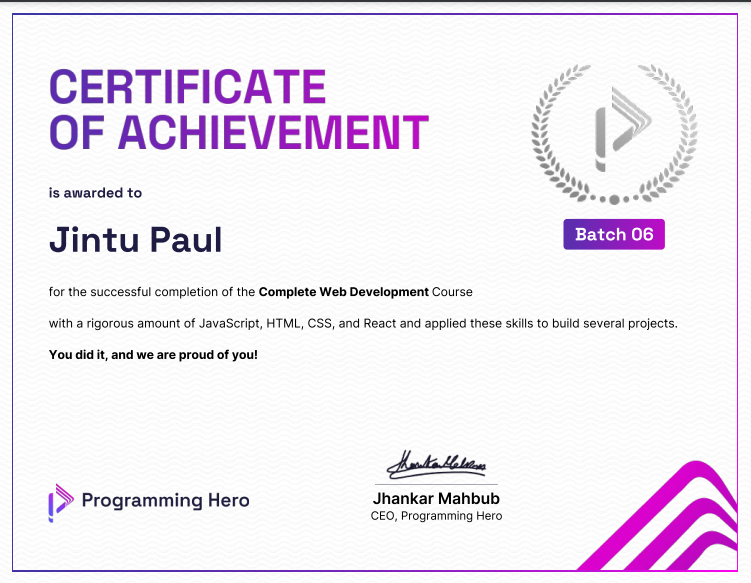 CERTIFICATE
OF ACHIEVEMENT
is awarded to
Jintu Paul
Batch 06
for the successful completion of the Complete Web Development Course
with a rigorous amount of JavaScript, HTML, CSS, and React and applied these skills to build several projects.
You did it, and we are proud of you!
Programming Hero
Jhankar Mahbub
Jhankar Mahbub
CEO, Programming Hero